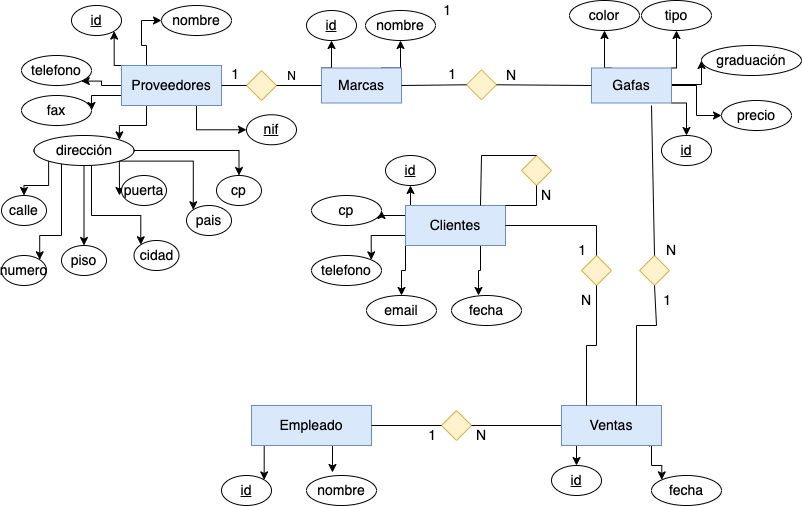 1
id
nombre
id
nombre
color
tipo
telefono
Proveedores
1
N
Marcas
1
N
Gafas
graduación
fax
nif
precio
id
dirección
calle
puerta
cp
pais
numero
piso
cidad
id
N
cp
Clientes
telefono
email
fecha
1
N
N
1
Empleado
1
N
Ventas
id
nombre
id
fecha